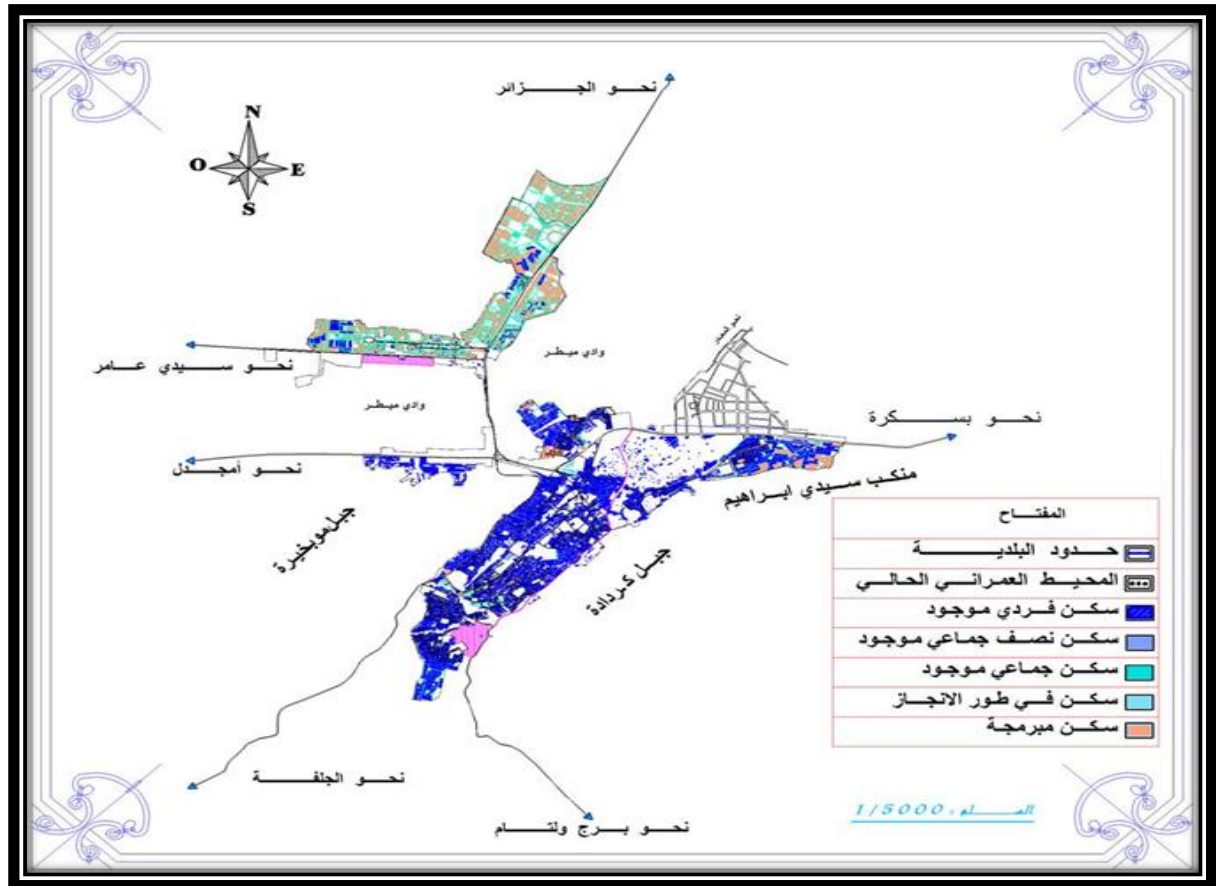 نحو الجزائر
N
O
E
S
نحو سيدي عامر
وادي ميطر
وادي ميطر
نحو بسكرة
نحو أمجدل
منكب سيدي ابراهيم
جبل موبخيرة
جبل كردادة
المفتاح
حدود البلدية
المحيط العمراني الحالي
سكن فردي موجود
سكن نصف جماعي موجود
سكن جماعي موجود
سكن في طور الانجاز
سكن مبرمجة
نحو الجلفة
نحو برج ولتام
السلم : 1/5000